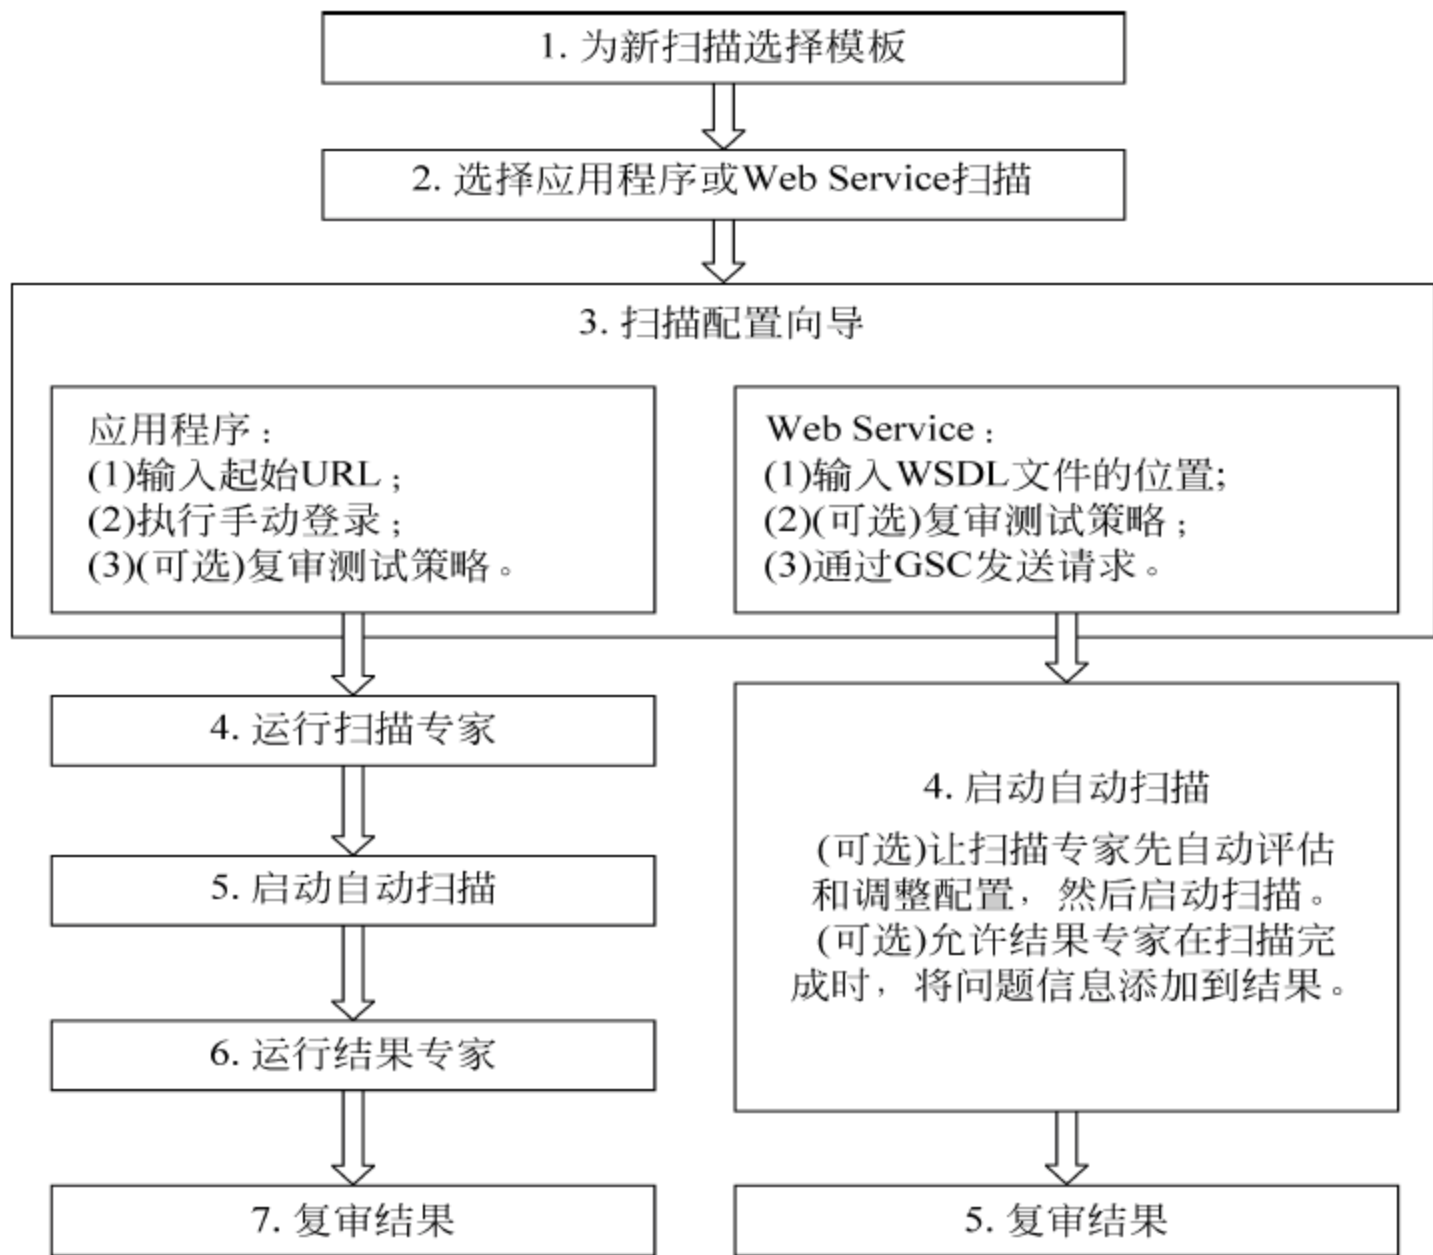 1. 为新扫描选择模板
2. 选择应用程序或Web Service扫描
3. 扫描配置向导
应用程序：
(1)输入起始URL；
(2)执行手动登录；
(3)(可选)复审测试策略。
Web Service：
(1)输入WSDL文件的位置;
(2)(可选)复审测试策略；
(3)通过GSC发送请求。
4. 运行扫描专家
5. 启动自动扫描
6. 运行结果专家
7. 复审结果
4. 启动自动扫描
(可选)让扫描专家先自动评估
和调整配置，然后启动扫描。
(可选)允许结果专家在扫描完
成时，将问题信息添加到结果。
5. 复审结果